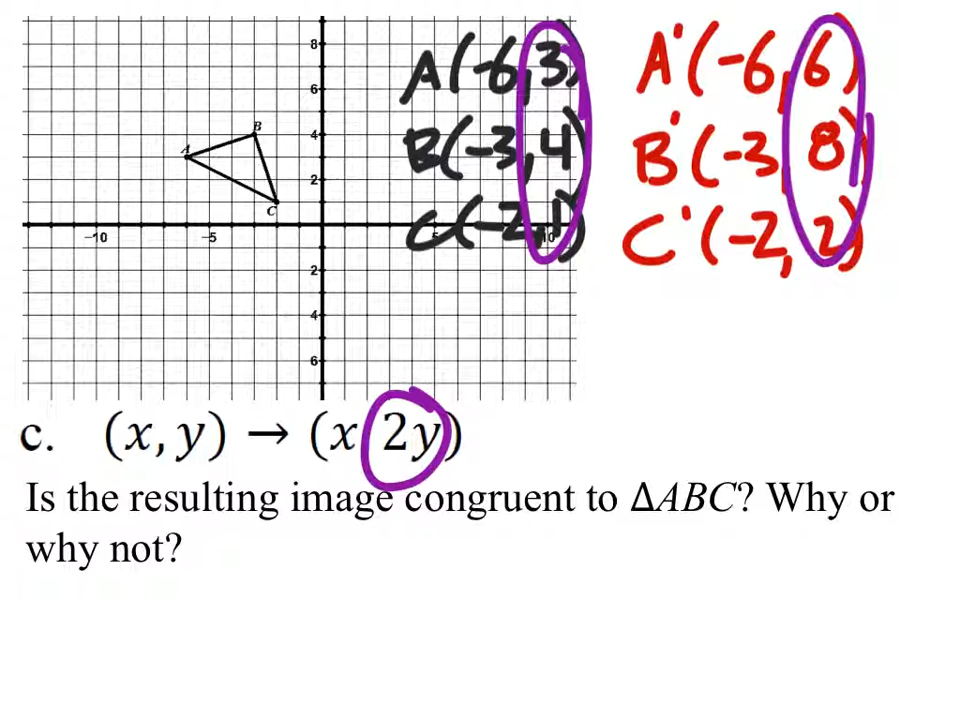 8
A(-6,3) A'(-6,6)
6
B(-3,4) B'(-3,8)
B
4
A
2
C(-2,1) C'(-2,2)
C
-10 -5 5 10
2
4
6
c. (x, y) → (x 2y)
Is the resulting image congruent to ΔABC? Why or
why not?